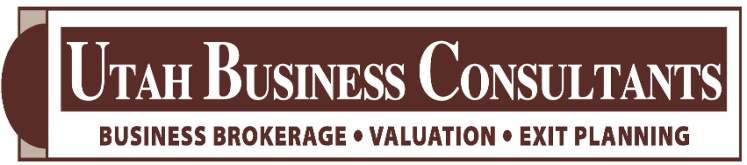 UTAH BUSINESS CONSULTANTS
BUSINESS BROKERAGE • VALUATION • EXIT PLANNING